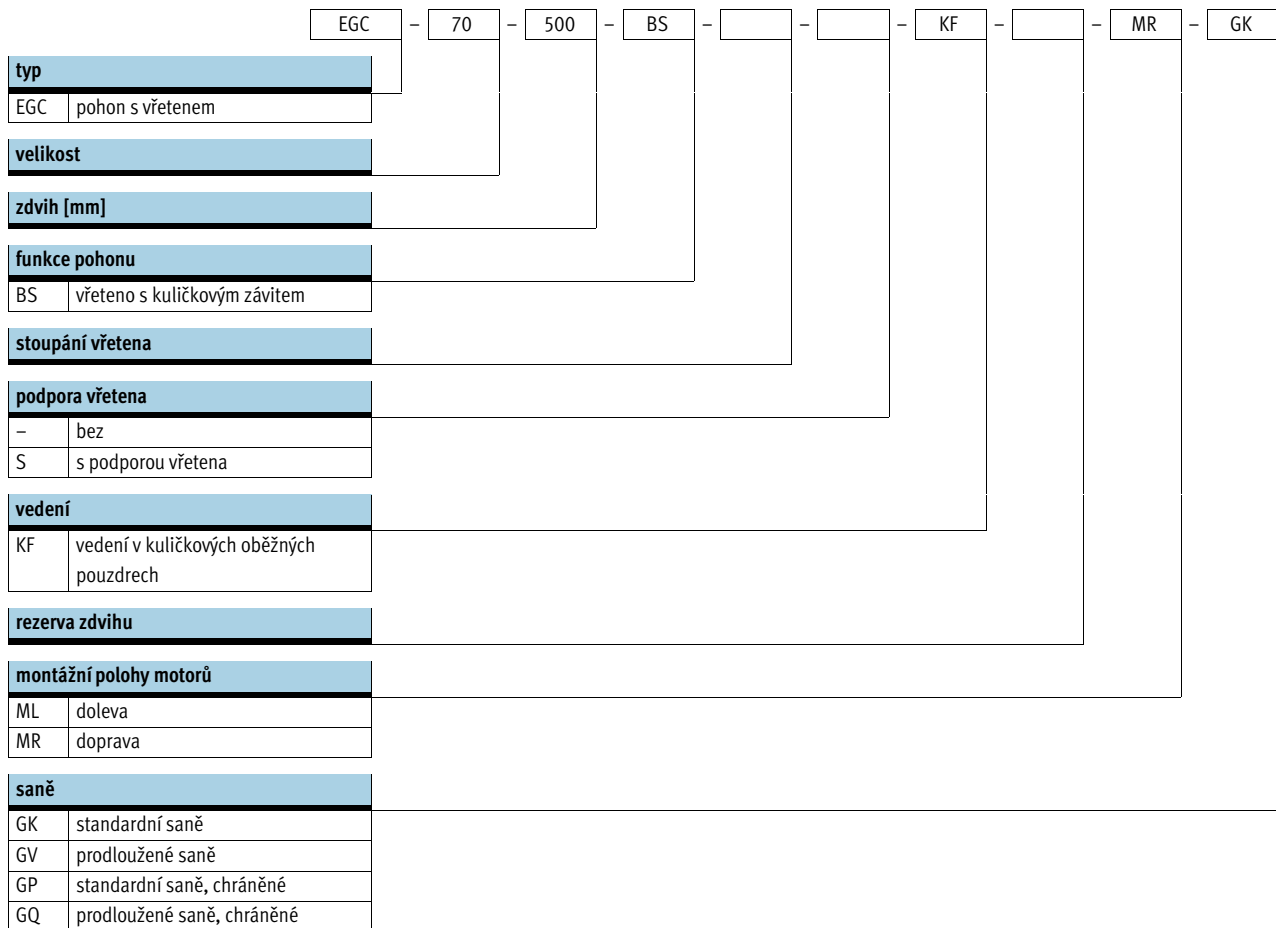 EGC – 70 – 500 – BS – – – KF – – MR – GK
typ
EGC pohon s vřetenem
velikost
zdvih [mm]
funkce pohonu
BS vřeteno s kuličkovým závitem
stoupání vřetena
podpora vřetena
– bez
S s podporou vřetena
vedení
KF vedení v kuličkových oběžných
pouzdrech
rezerva zdvihu
montážní polohy motorů
ML doleva
MR doprava
saně
GK standardní saně
GV prodloužené saně
GP standardní saně, chráněné
GQ prodloužené saně, chráněné